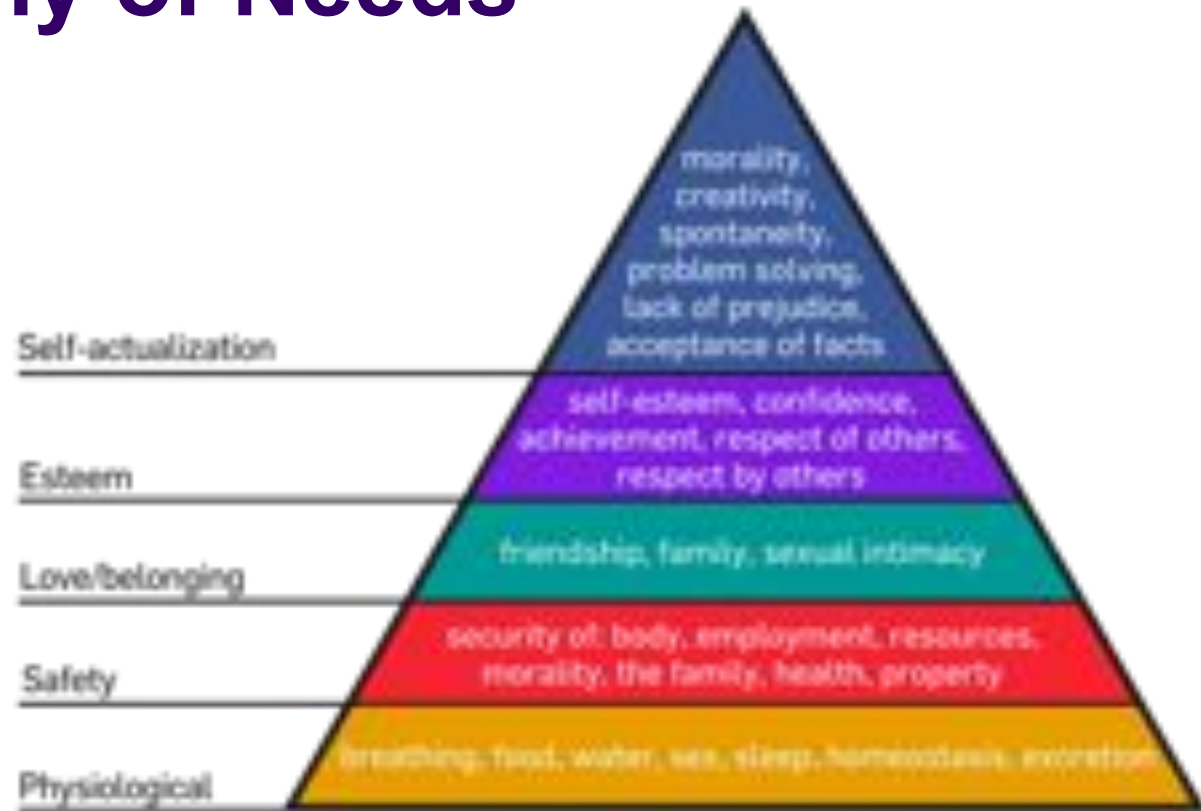 ly of Needs
morality,
creativity,
spontaneity,
problem solving,
lack of prejudice,
acceptance of facts
Self-actualization
self-esteem, confidence,
achievement, respect of others,
respect by others
Esteem
friendship, family, sexual intimacy
Love/belonging
security of: body, employment, resources,
morality, the family, health, property
Safety
breathing, food, water, sex, sleep, homeostasis, excretion
Physiological